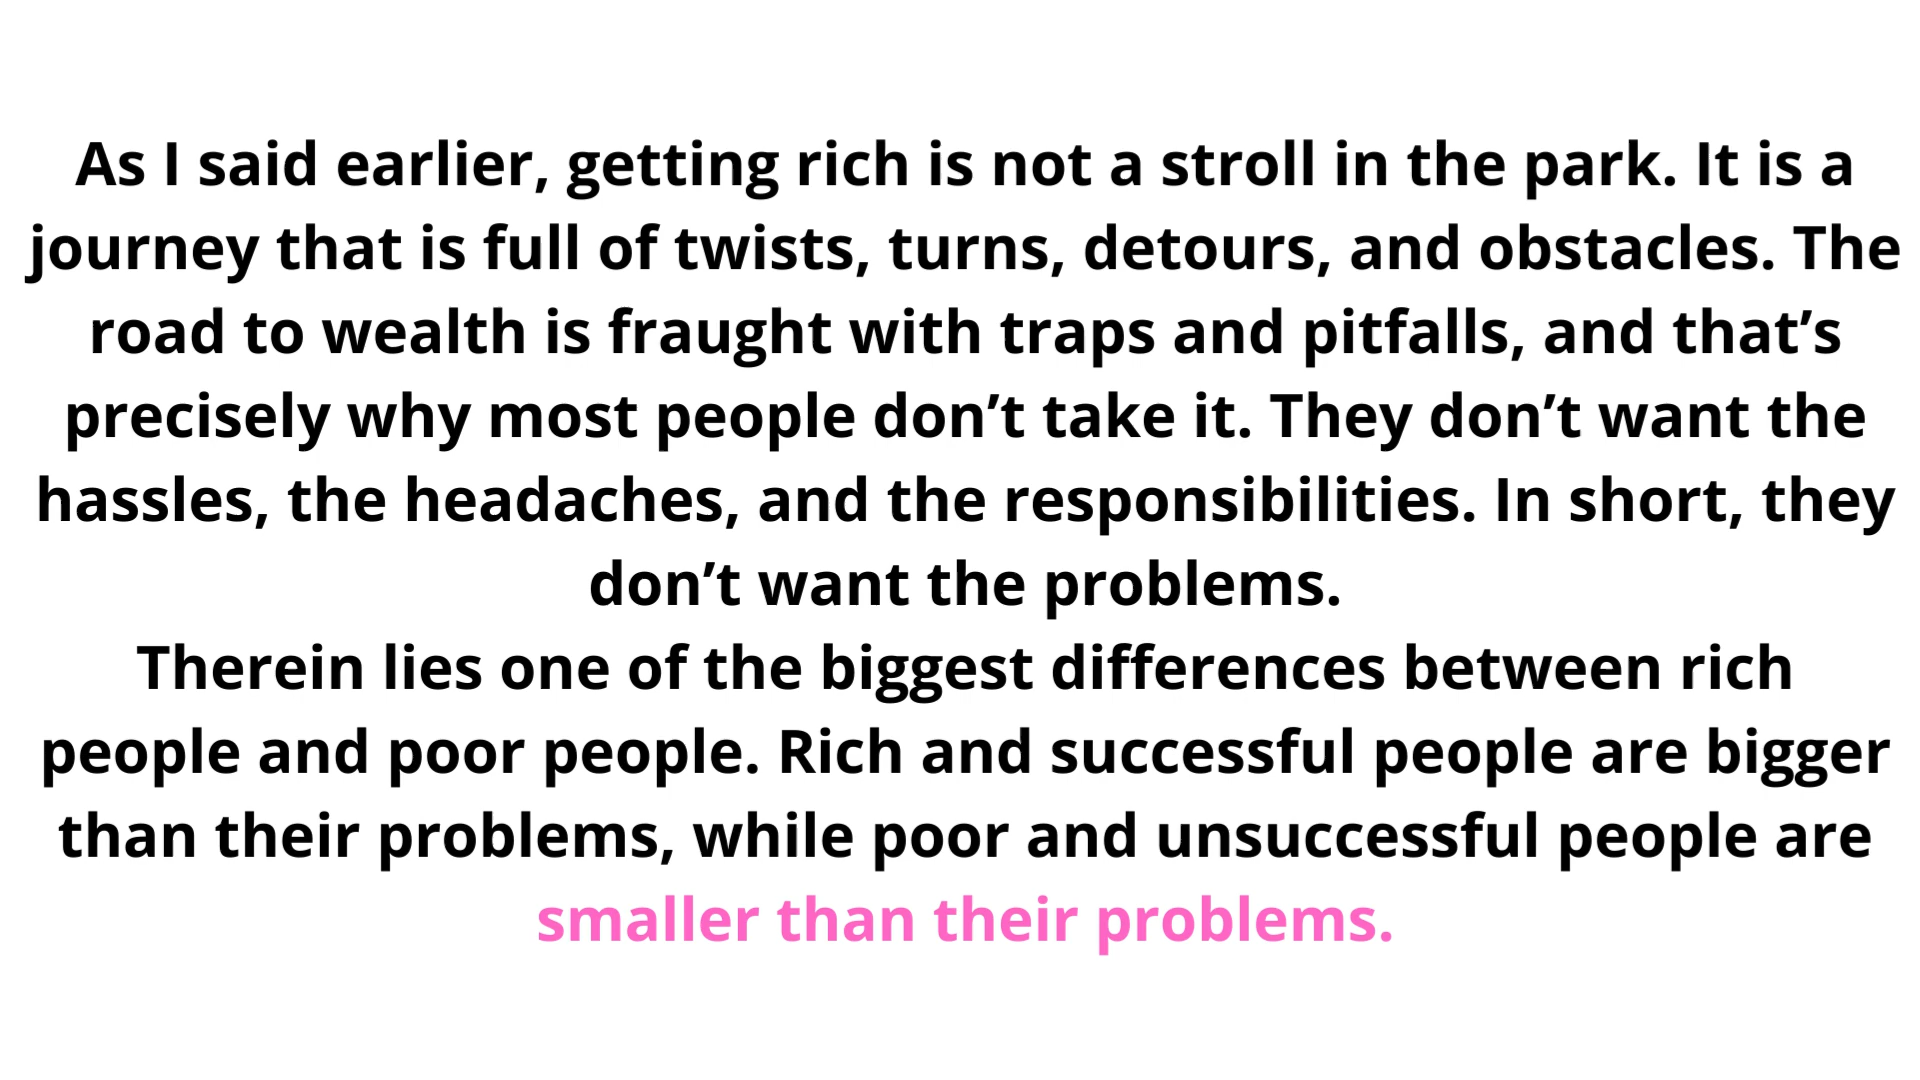 As I said earlier, getting rich is not a stroll in the park. It is a
journey that is full of twists, turns, detours, and obstacles. The
road to wealth is fraught with traps and pitfalls, and that’s
precisely why most people don’t take it. They don’t want the
hassles, the headaches, and the responsibilities. In short, they
don’t want the problems.
Therein lies one of the biggest differences between rich
people and poor people. Rich and successful people are bigger
than their problems, while poor and unsuccessful people are
smaller than their problems.